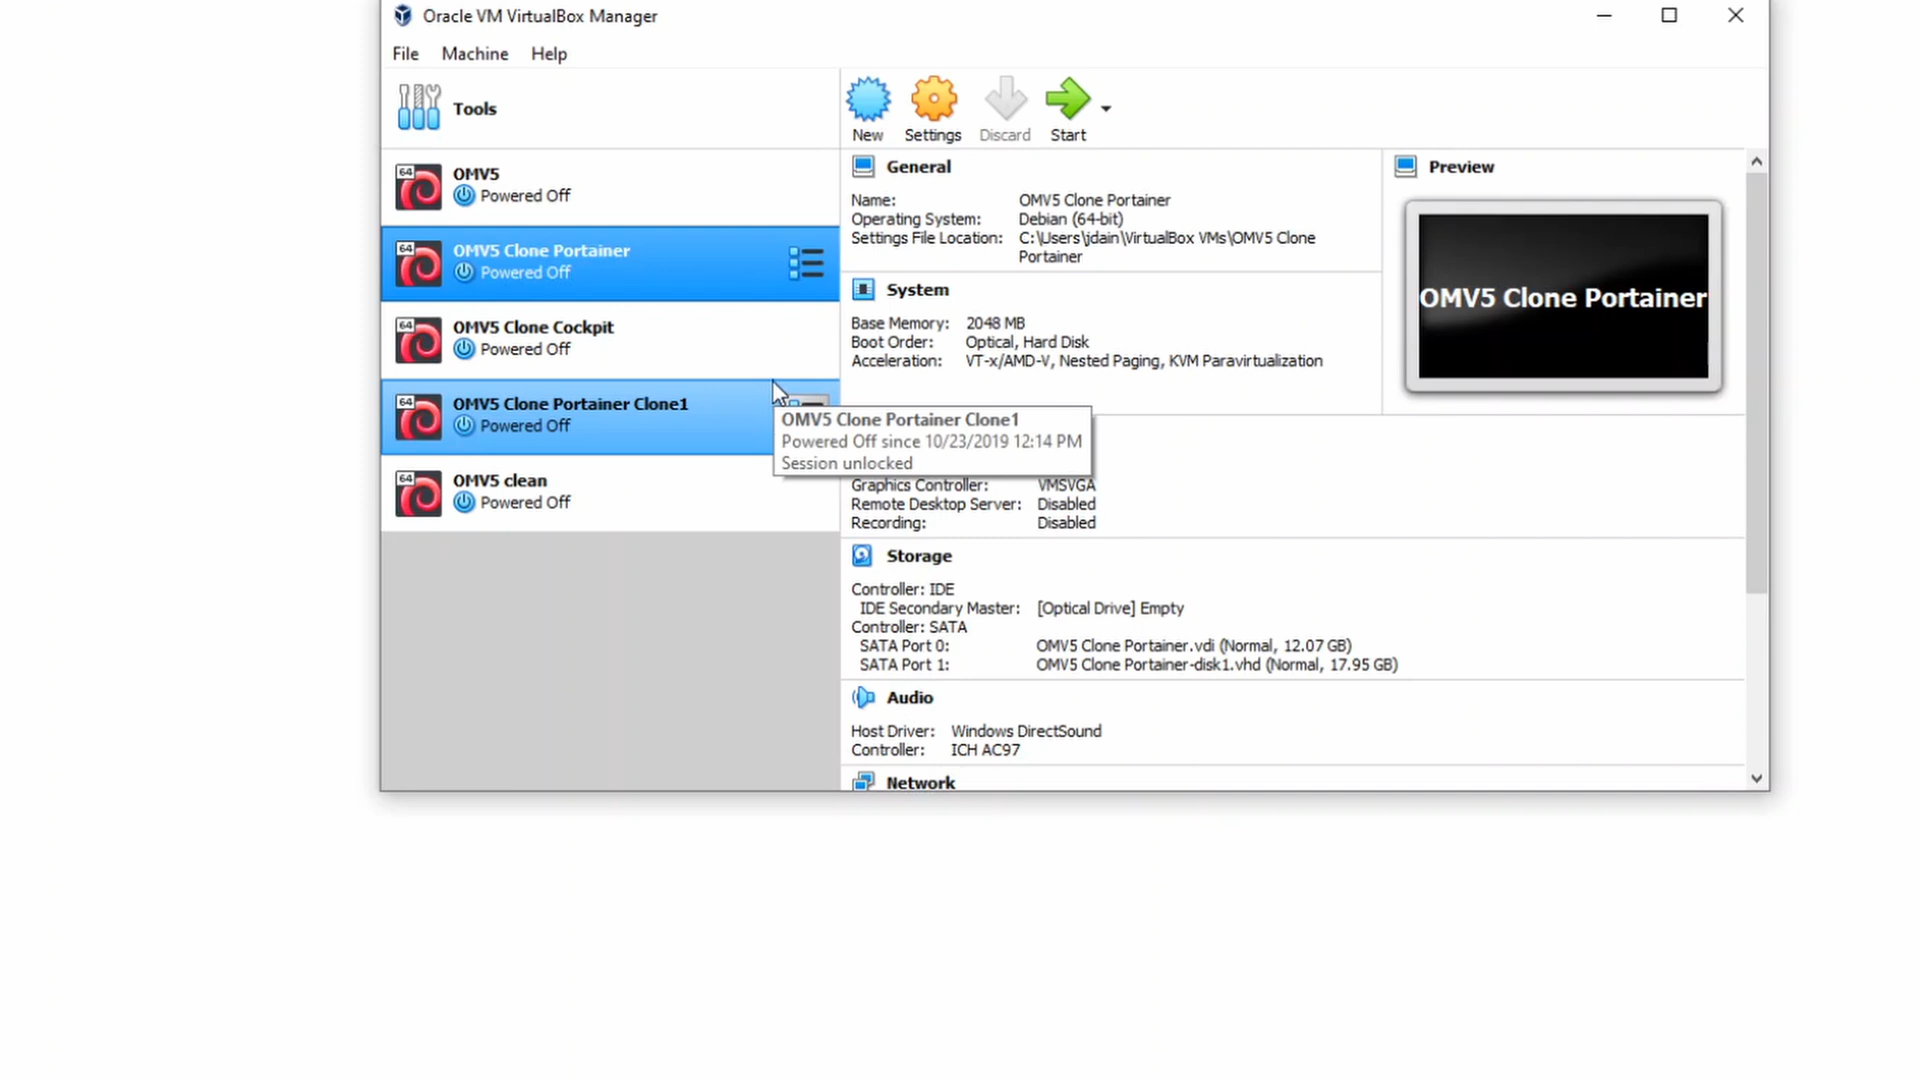 Oracle VM VirtualBox Manager
File Machine Help
Tools
New Settings Discard Start
64 OMV5
Powered Off
64 OMV5 Clone Portainer
Powered Off
64 OMV5 Clone Cockpit
Powered Off
64 OMV5 Clone Portainer Clone1
Powered Off
64 OMV5 clean
Powered Off
General
Name: OMV5 Clone Portainer
Operating System: Debian (64-bit)
Settings File Location: C:\Users\jdain\VirtualBox VMs\OMV5 Clone
Portainer
System
Base Memory: 2048 MB
Boot Order: Optical, Hard Disk
Acceleration: VT-x/AMD-V, Nested Paging, KVM Paravirtualization
Preview
OMV5 Clone Portainer
OMV5 Clone Portainer Clone1
Powered Off since 10/23/2019 12:14 PM
Session unlocked
Graphics Controller: VMSVGA
Remote Desktop Server: Disabled
Recording: Disabled
Storage
Controller: IDE
IDE Secondary Master: [Optical Drive] Empty
Controller: SATA
SATA Port 0: OMV5 Clone Portainer.vdi (Normal, 12.07 GB)
SATA Port 1: OMV5 Clone Portainer-disk1.vhd (Normal, 17.95 GB)
Audio
Host Driver: Windows DirectSound
Controller: ICH AC97
Network